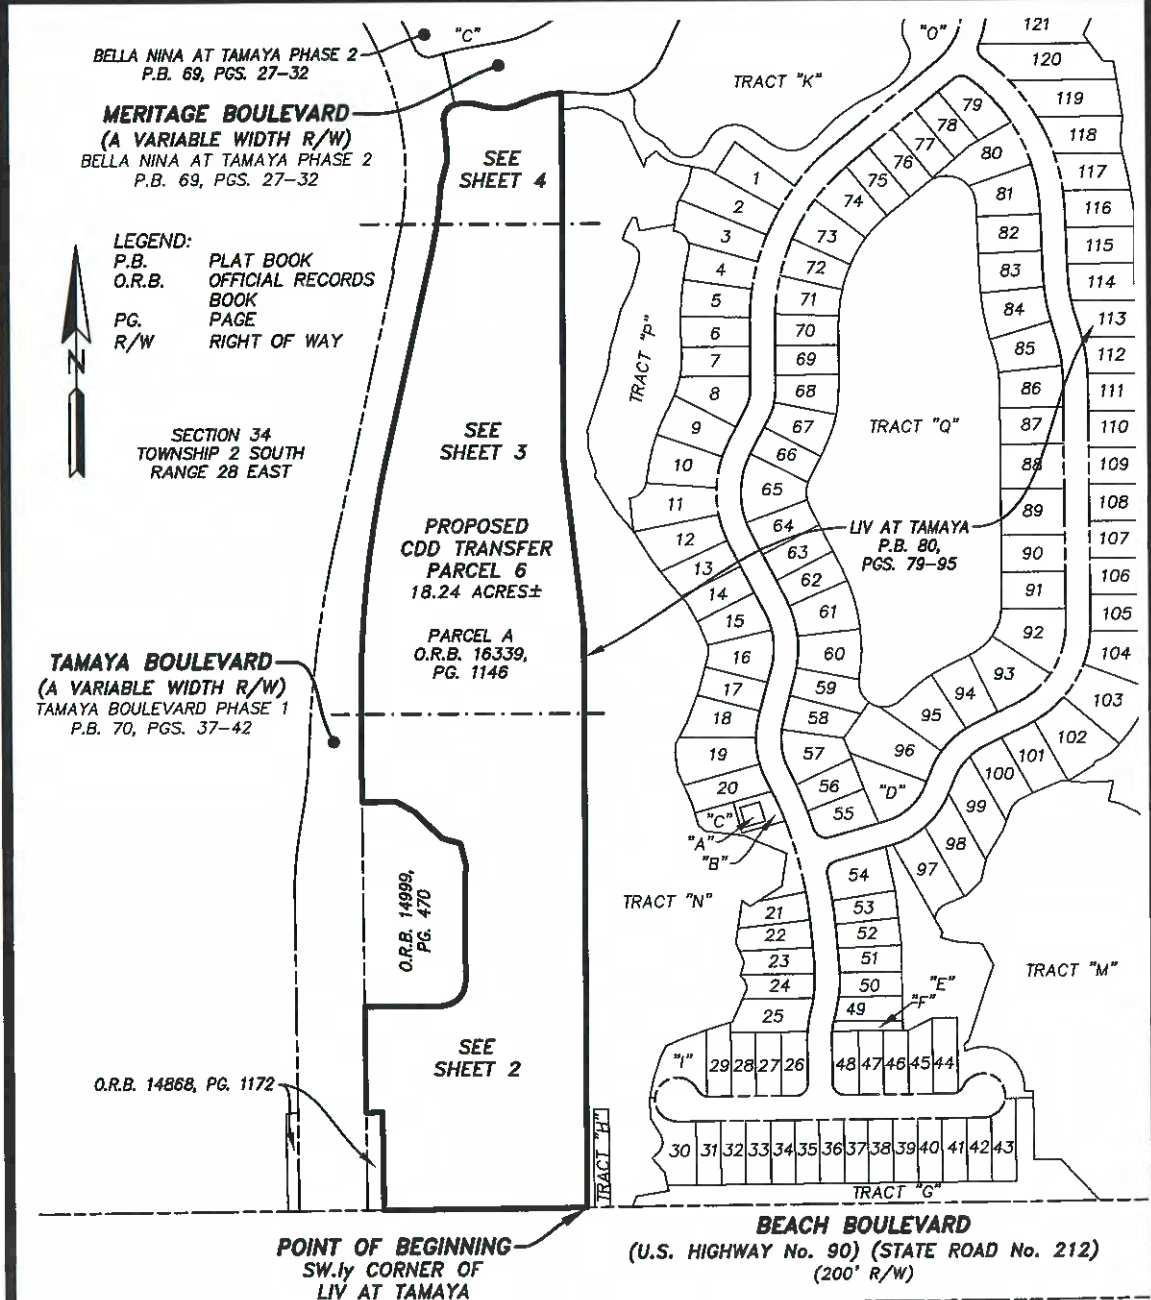 BELLA NINA AT TAMAYA PHASE 2
P.B. 69, PGS. 27-32
"C"
MERITAGE BOULEVARD
(A VARIABLE WIDTH R/W)
BELLA NINA AT TAMAYA PHASE 2
P.B. 69, PGS. 27-32
LEGEND:
P.B. PLAT BOOK
O.R.B. OFFICIAL RECORDS
BOOK
PG. PAGE
R/W RIGHT OF WAY
N
SECTION 34
TOWNSHIP 2 SOUTH
RANGE 28 EAST
SEE
SHEET 4
SEE
SHEET 3
PROPOSED
CDD TRANSFER
PARCEL 6
18.24 ACRES±
PARCEL A
O.R.B. 16339,
PG. 1146
TAMAYA BOULEVARD
(A VARIABLE WIDTH R/W)
TAMAYA BOULEVARD PHASE 1
P.B. 70, PGS. 37-42
O.R.B. 14999,
PG. 470
SEE
SHEET 2
O.R.B. 14868, PG. 1172
TRACT "H"
POINT OF BEGINNING
SW.ly CORNER OF
LIV AT TAMAYA
TRACT "K"
"O"
TRACT "P"
TRACT "Q"
LIV AT TAMAYA
P.B. 80,
PGS. 79-95
1
2
3
4
5
6
7
8
9
10
11
12
13
14
15
16
17
18
19
20
"C"
"A"
"B"
TRACT "N"
21
22
23
24
25
"I"
29
28
27
26
48
47
46
45
44
30
31
32
33
34
35
36
37
38
39
40
41
42
43
TRACT "G"
49
50
51
52
53
54
"E"
"F"
TRACT "M"
55
56
57
58
59
60
61
62
63
64
65
66
67
68
69
70
71
72
73
74
75
76
77
78
79
80
81
82
83
84
85
86
87
88
89
90
91
92
93
94
95
96
"D"
97
98
99
100
101
102
103
104
105
106
107
108
109
110
111
112
113
114
115
116
117
118
119
120
121
BEACH BOULEVARD
(U.S. HIGHWAY No. 90) (STATE ROAD No. 212)
(200' R/W)